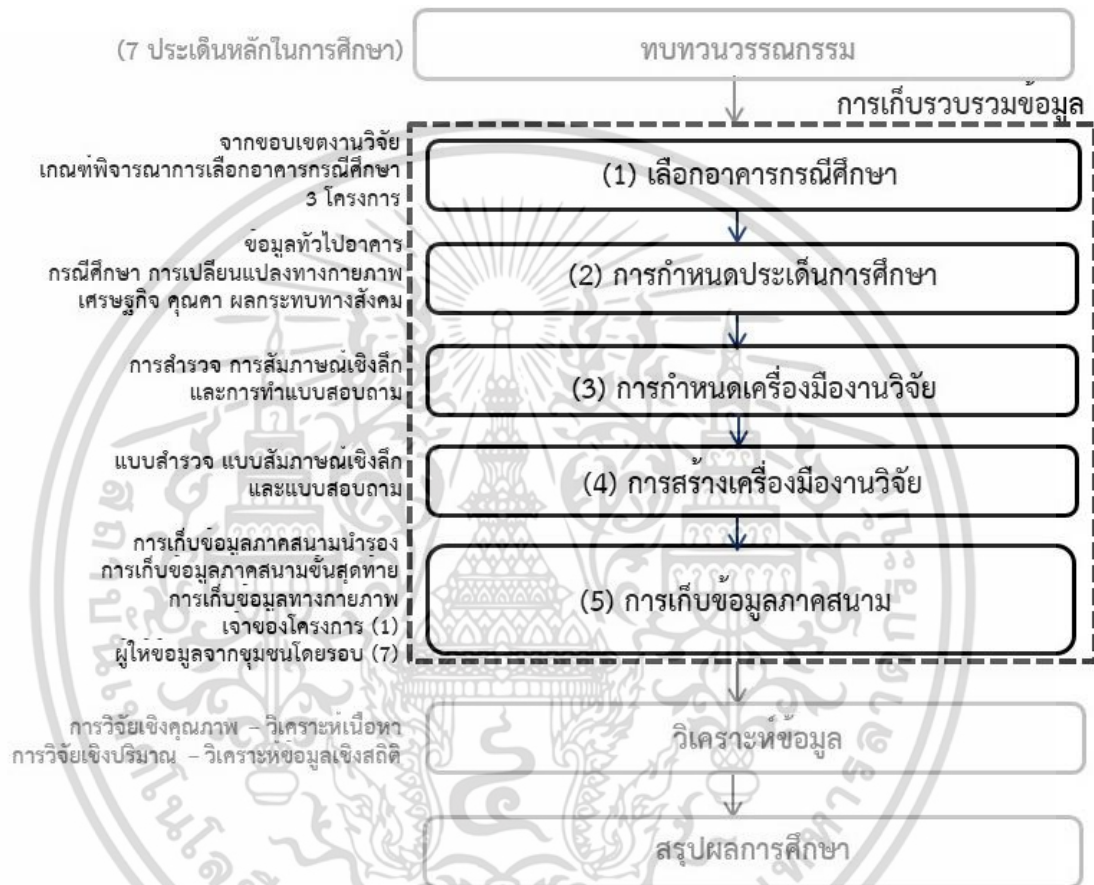 (7 ประเด็นหลักในการศึกษา)
ทบทวนวรรณกรรม
การเก็บรวบรวมข้อมูล
จากขอบเขตงานวิจัย
เกณฑ์พิจารณาการเลือกอาคารกรณีศึกษา
3 โครงการ
(1) เลือกอาคารกรณีศึกษา
ข้อมูลทั่วไปอาคาร
กรณีศึกษา การเปลี่ยนแปลงทางกายภาพ
เศรษฐกิจ คุณค่า ผลกระทบทางสังคม
(2) การกำหนดประเด็นการศึกษา
การสำรวจ การสัมภาษณ์เชิงลึก
และการทำแบบสอบถาม
(3) การกำหนดเครื่องมืองานวิจัย
แบบสำรวจ แบบสัมภาษณ์เชิงลึก
และแบบสอบถาม
(4) การสร้างเครื่องมืองานวิจัย
การเก็บข้อมูลภาคสนามนำร่อง
การเก็บข้อมูลภาคสนามขั้นสุดท้าย
การเก็บข้อมูลทางกายภาพ
เจ้าของโครงการ (1)
ผู้ให้ข้อมูลจากชุมชนโดยรอบ (7)
(5) การเก็บข้อมูลภาคสนาม
การวิจัยเชิงคุณภาพ – วิเคราะห์เนื้อหา
การวิจัยเชิงปริมาณ – วิเคราะห์ข้อมูลเชิงสถิติ
วิเคราะห์ข้อมูล
สรุปผลการศึกษา